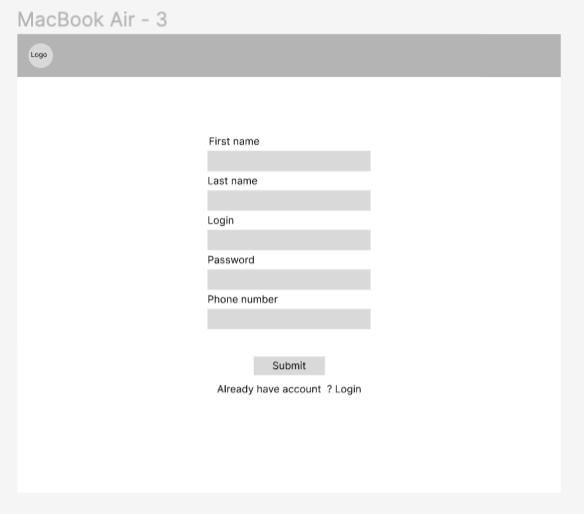 MacBook Air - 3
Logo
First name
Last name
Login
Password
Phone number
Submit
Already have account ? Login